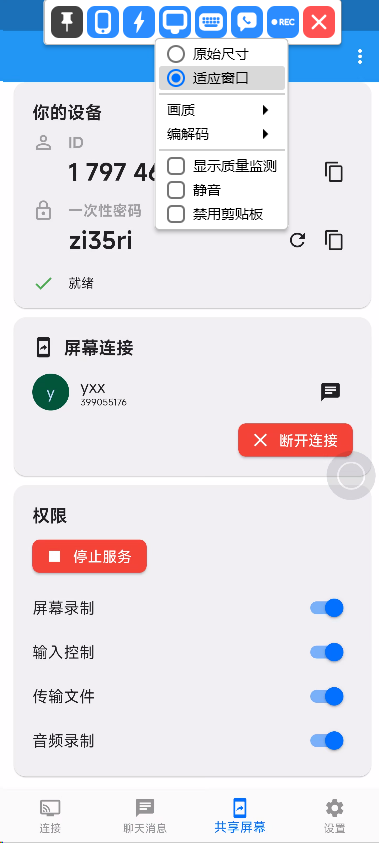 REC
原始尺寸
适应窗口
画质
编解码
显示质量监测
静音
禁用剪贴板
你的设备
ID
1 797 46
一次性密码
zi35ri
就绪
屏幕连接
y
yxx
399055176
断开连接
权限
停止服务
屏幕录制
输入控制
传输文件
音频录制
连接
聊天消息
共享屏幕
设置